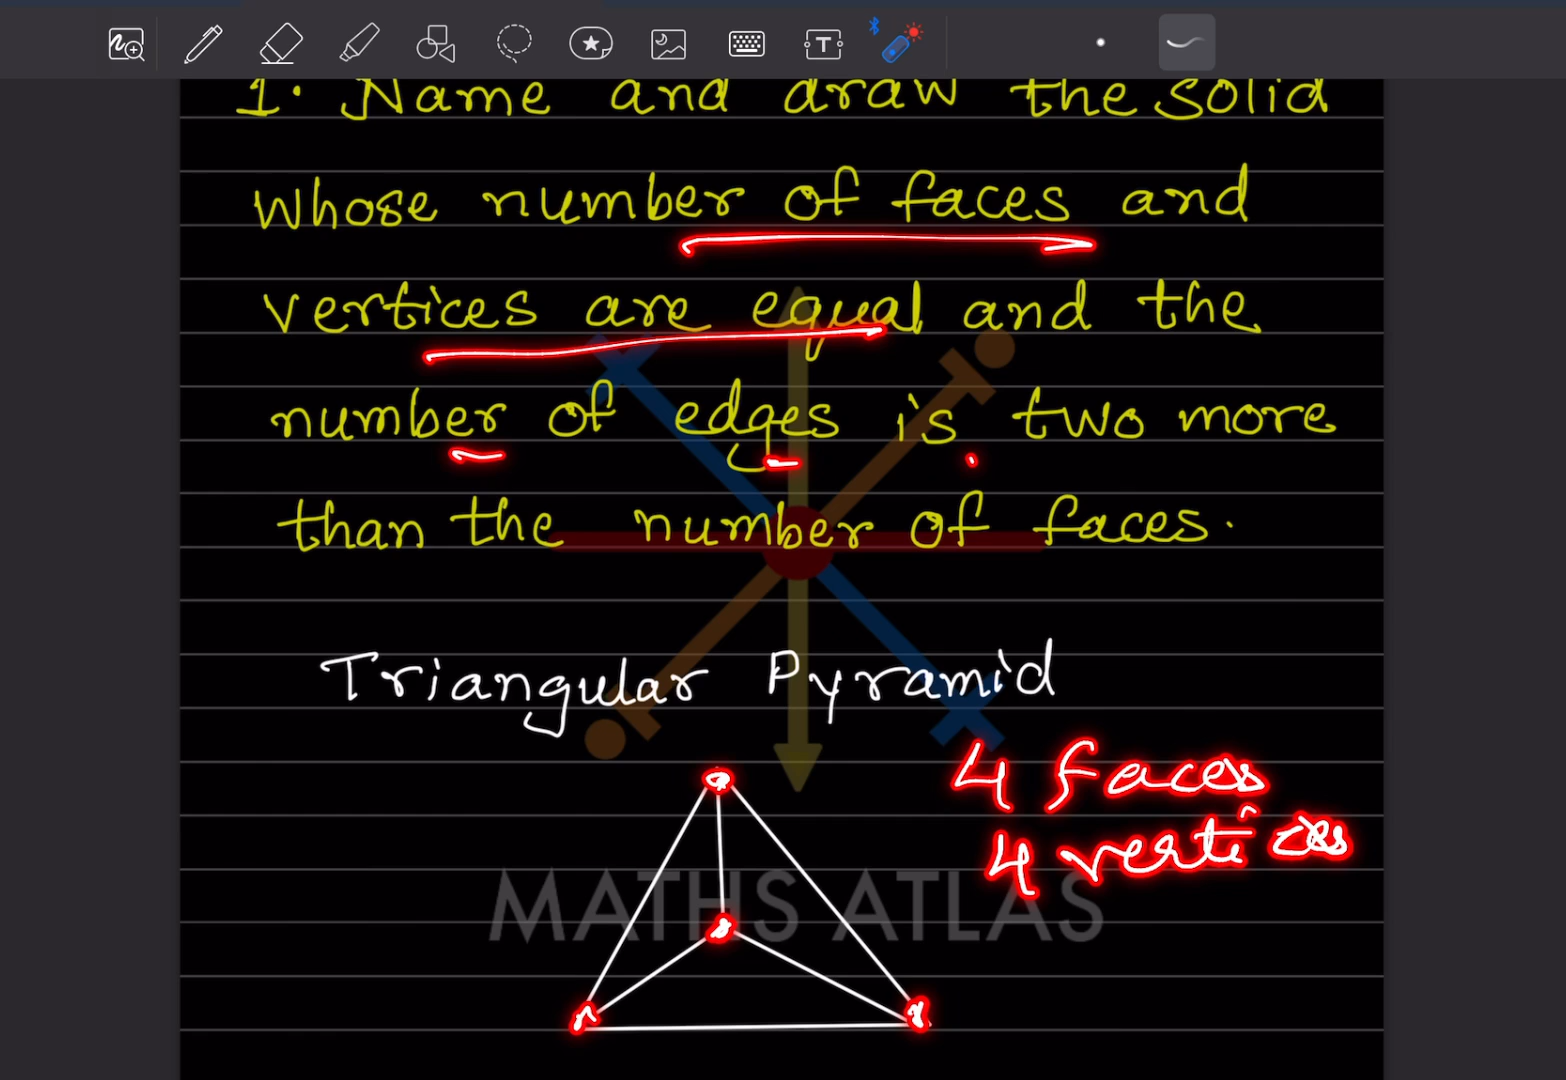 1. Name and draw the solid
whose number of faces and
vertices are equal and the
number of edges is two more
than the number of faces.
Triangular Pyramid
4 faces
4 vertices
MATHS ATLAS